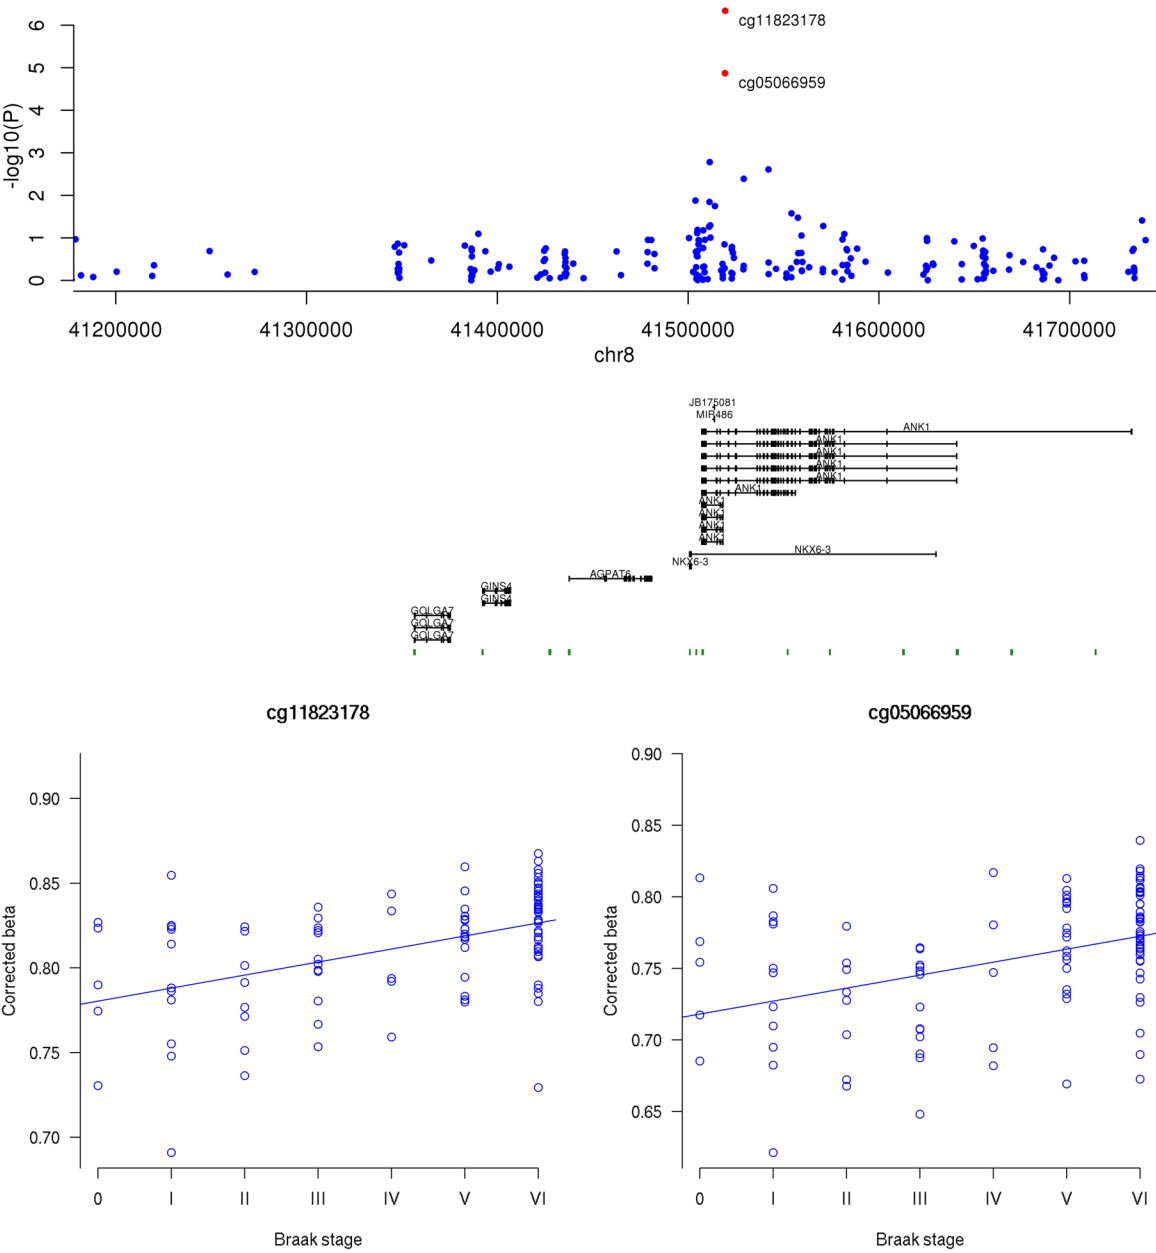 6
cg11823178
5
cg05066959
4
3
2
1
0
-log10(P)
41200000 41300000 41400000 41500000 41600000 41700000
chr8
JB175081
MIR486
ANK1
ANK1
ANK1
ANK1
ANK1
ANK1
ANK1
ANK1
ANK1
ANK1
NKX6-3
NKX6-3
AGPAT6
GINS4
GINS4
GOLGA7
GOLGA7
GOLGA7
cg11823178
0.90
0.85
0.80
0.75
0.70
Corrected beta
0 I II III IV V VI
Braak stage
cg05066959
0.90
0.85
0.80
0.75
0.70
0.65
Corrected beta
0 I II III IV V VI
Braak stage